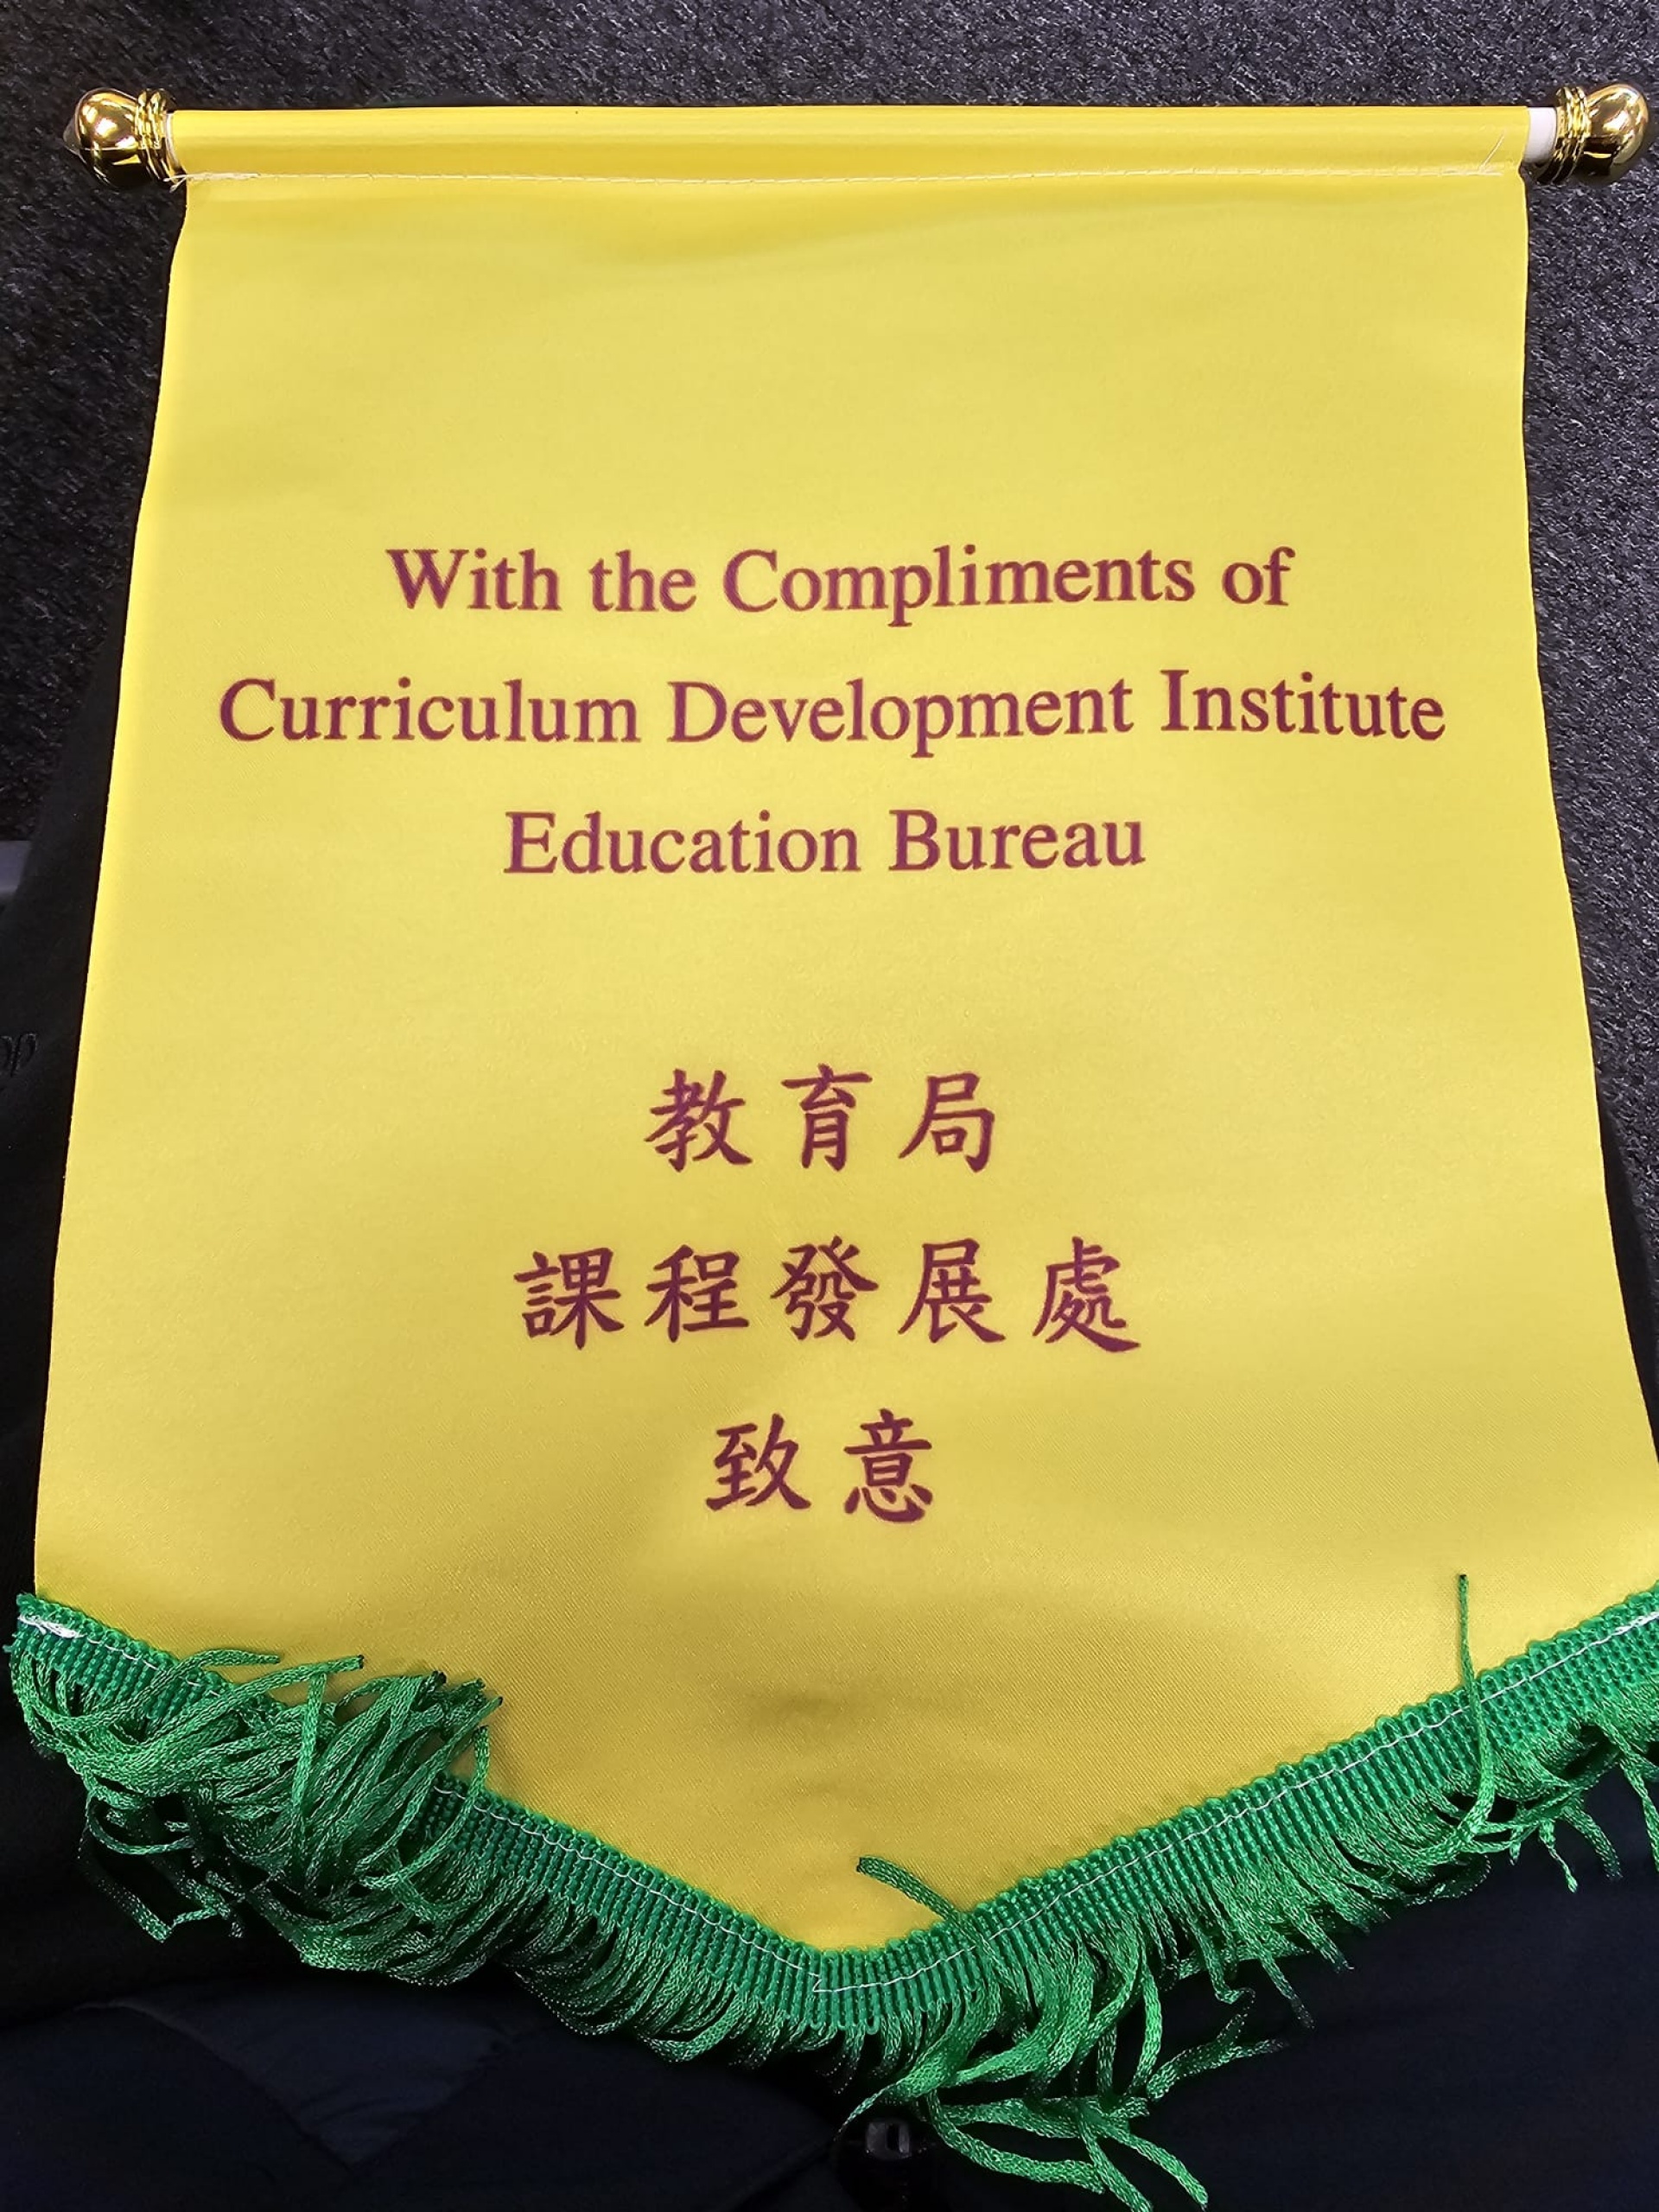 With the Compliments of
Curriculum Development Institute
Education Bureau
教育局
課程發展處
致意